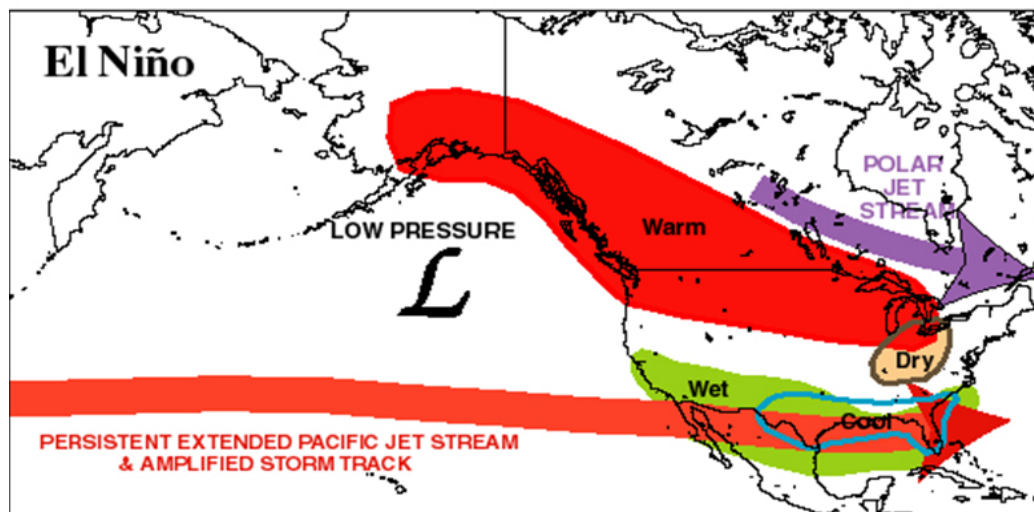 El Niño
POLAR
JET
STREAM
Warm
LOW PRESSURE
L
Dry
Wet
Cool
PERSISTENT EXTENDED PACIFIC JET STREAM
& AMPLIFIED STORM TRACK